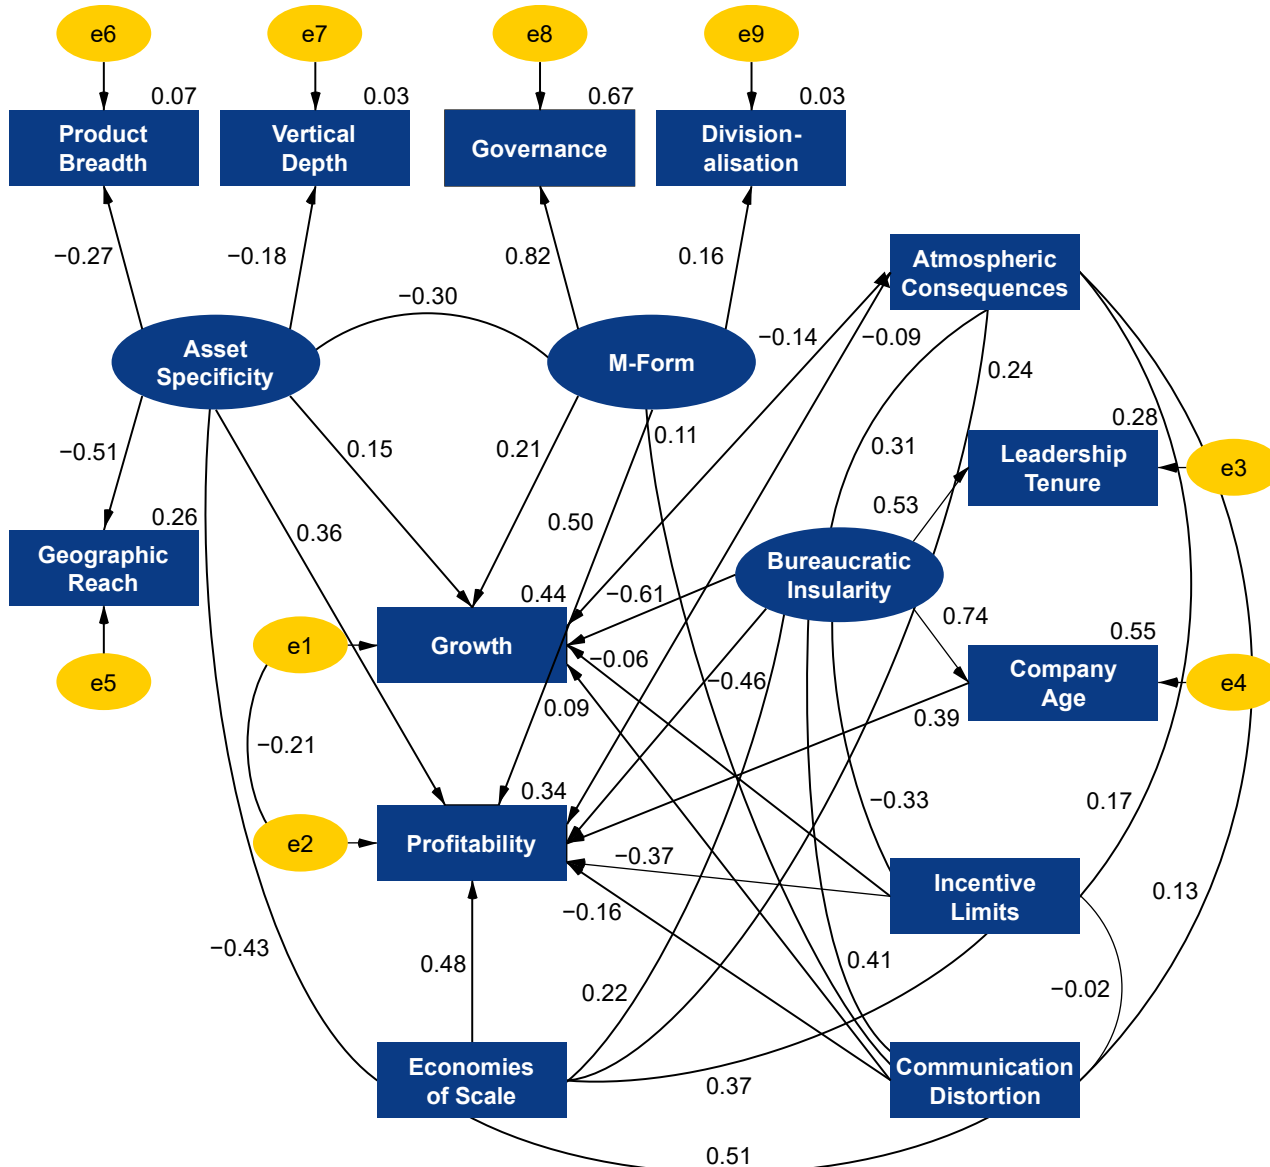 e6
e7
e8
e9
0.07
0.03
0.67
0.03
Product
Breadth
Vertical
Depth
Governance
Division-
alisation
−0.27
−0.18
0.82
0.16
Atmospheric
Consequences
−0.30
−0.14
−0.09
Asset
Specificity
M-Form
0.24
0.28
−0.51
0.15
0.21
0.11
0.31
Leadership
Tenure
e3
0.53
0.26
0.36
0.50
Geographic
Reach
Bureaucratic
Insularity
0.44
−0.61
0.74
0.55
e1
Growth
−0.06
e5
−0.46
Company
Age
e4
0.09
0.39
−0.21
0.34
−0.33
0.17
e2
Profitability
−0.37
Incentive
Limits
0.13
−0.16
−0.43
0.48
0.41
0.22
−0.02
Economies
of Scale
0.37
Communication
Distortion
0.51